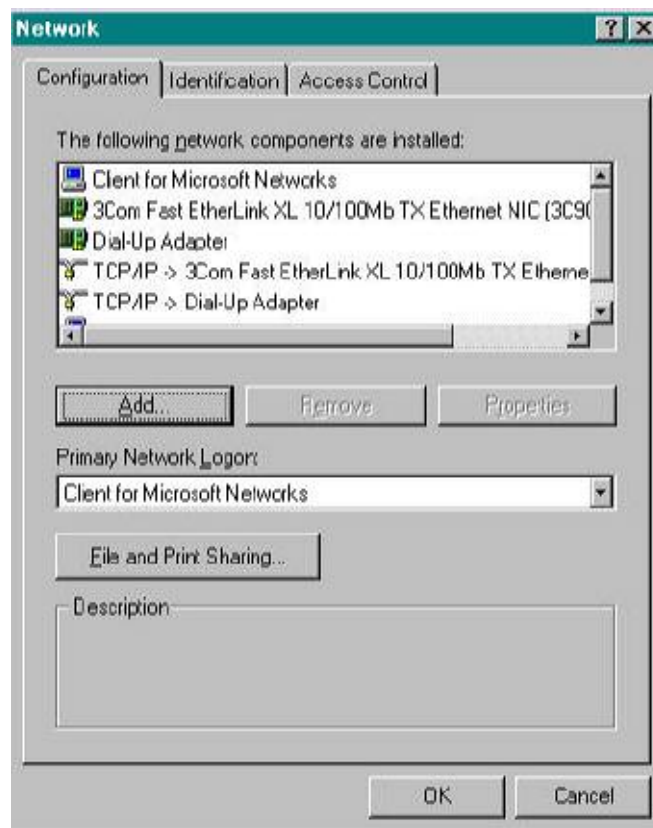 Network
Configuration Identification Access Control
The following network components are installed:
Client for Microsoft Networks
3Com Fast EtherLink XL 10/100Mb TX Ethernet NIC (3C90
Dial-Up Adapter
TCP/IP -> 3Com Fast EtherLink XL 10/100Mb TX Etherne
TCP/IP -> Dial-Up Adapter
Add... Remove Properties
Primary Network Logon:
Client for Microsoft Networks
File and Print Sharing...
Description
OK Cancel